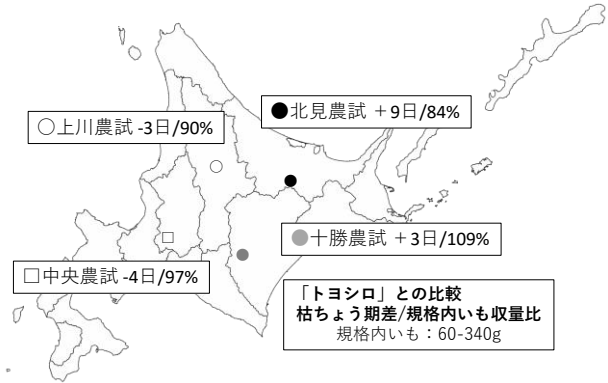 ●北見農試 +9日/84%
○上川農試 -3日/90%
●十勝農試 +3日/109%
□中央農試 -4日/97%
「トヨシロ」との比較
枯ちょう期差/規格内いも収量比
規格内いも:60-340g